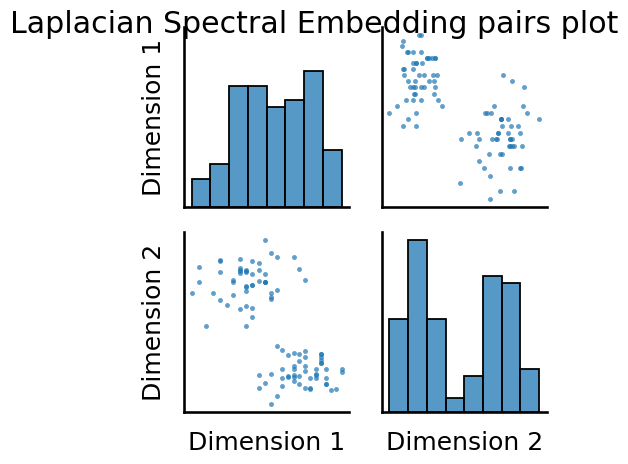 Laplacian Spectral Embedding pairs plot
Dimension 1
Dimension 2
Dimension 1
Dimension 2